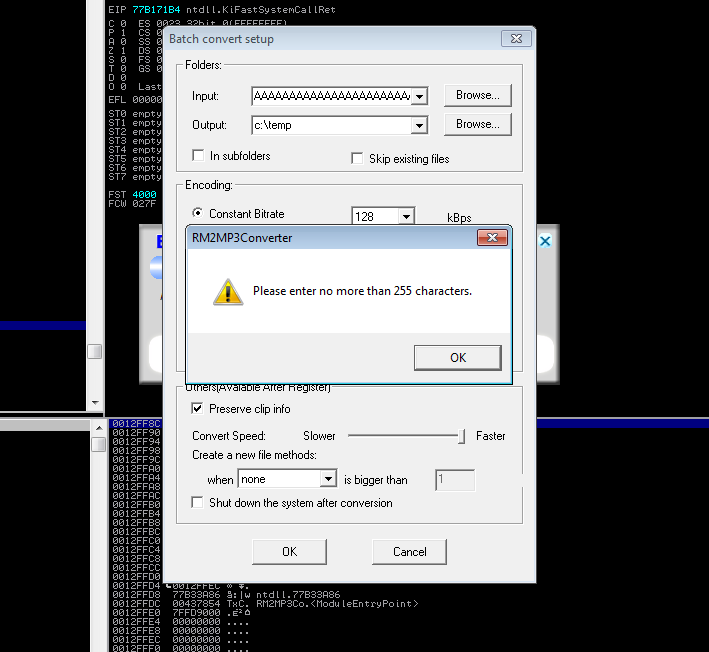 EIP 77B171B4 ntdll.KiFastSystemCallRet
C 0 ES 0023 32bit 0(FFFFFFFF)
P 1 CS
A 0 SS
Z 1 DS
S 0 FS
T 0 GS
D 0
O 0 Last
EFL 00000
ST0 empty
ST1 empty
ST2 empty
ST3 empty
ST4 empty
ST5 empty
ST6 empty
ST7 empty
FST 4000
FCW 027F
Batch convert setup
Folders:
Input: AAAAAAAAAAAAAAAAAAAAAA Browse...
Output: c:\temp Browse...
In subfolders Skip existing files
Encoding:
Constant Bitrate 128 kBps
RM2MP3Converter
Please enter no more than 255 characters.
OK
Others(Available After Register)
Preserve clip info
Convert Speed: Slower Faster
Create a new file methods:
when none is bigger than 1
Shut down the system after conversion
OK Cancel
0012FF8C
0012FF90
0012FF94
0012FF98
0012FF9C
0012FFA0
0012FFA4
0012FFA8
0012FFAC
0012FFB0
0012FFB4
0012FFB8
0012FFBC
0012FFC0
0012FFC4
0012FFC8
0012FFCC
0012FFD0
0012FFD4 0012FFEC
0012FFD8 77B33A86 ntdll.77B33A86
0012FFDC 00437854 TxC. RM2MP3Co.<ModuleEntryPoint>
0012FFE0 7FFD9000
0012FFE4 00000000 ....
0012FFE8 00000000 ....
0012FFEC 00000000 ....
0012FFF0 00000000 ....